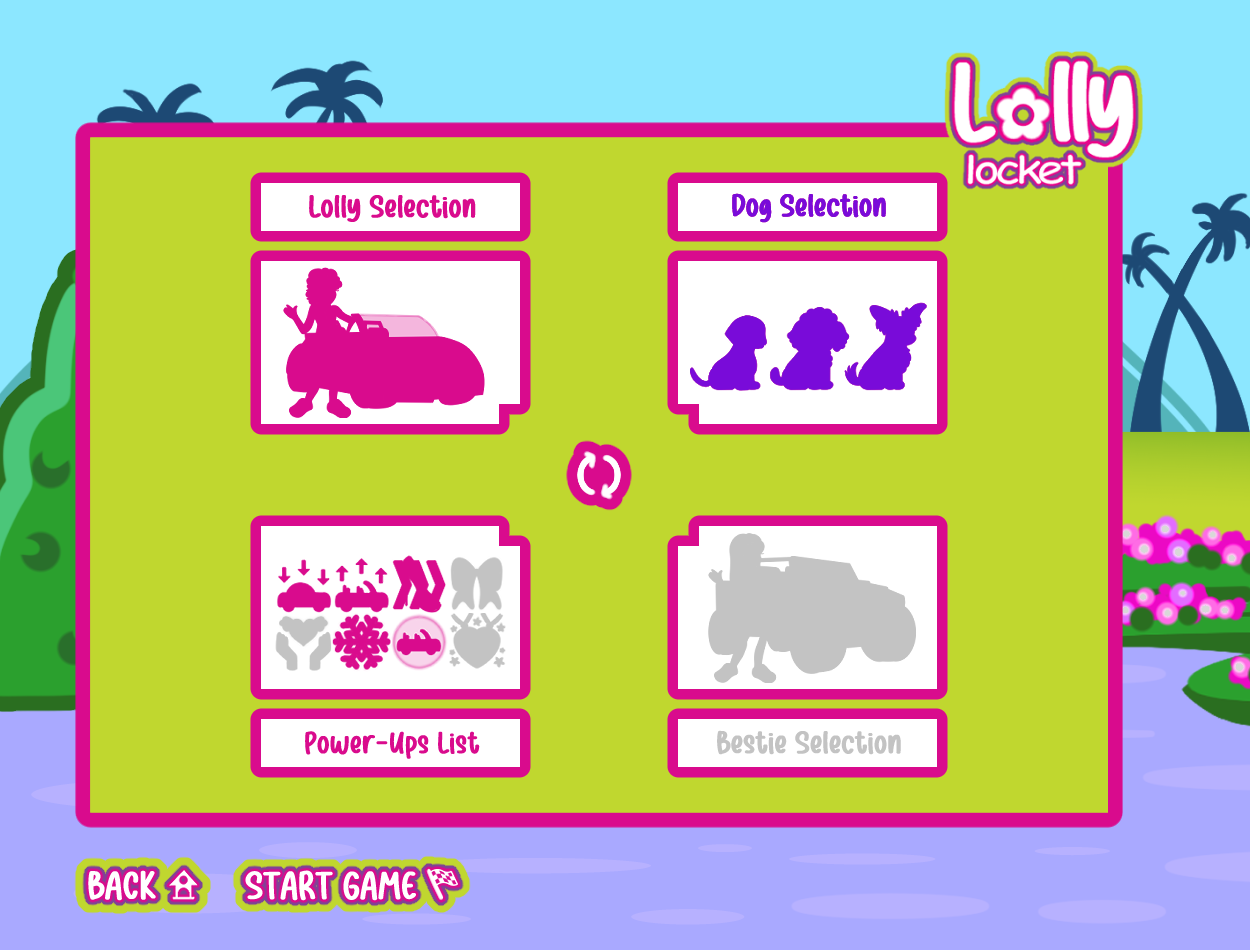 Lolly
locket
Lolly Selection
Dog Selection
Power-Ups List
Bestie Selection
BACK
START GAME